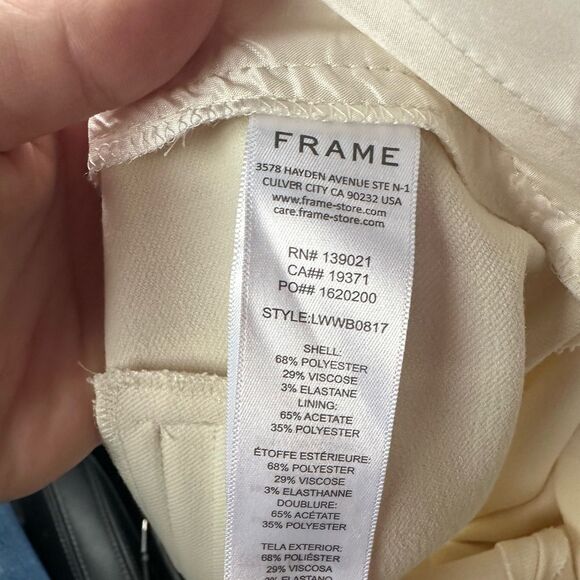 FRAME
3578 HAYDEN AVENUE STE N-1
CULVER CITY CA 90232 USA
www.frame-store.com
care.frame-store.com
RN# 139021
CA## 19371
PO## 1620200
STYLE:LWWB0817
SHELL:
68% POLYESTER
29% VISCOSE
3% ELASTANE
LINING:
65% ACETATE
35% POLYESTER
ÉTOFFE ESTÉRIEURE:
68% POLYESTER
29% VISCOSE
3% ELASTHANNE
DOUBLURE:
65% ACÉTATE
35% POLYESTER
TELA EXTERIOR:
68% POLIÉSTER
29% VISCOSA